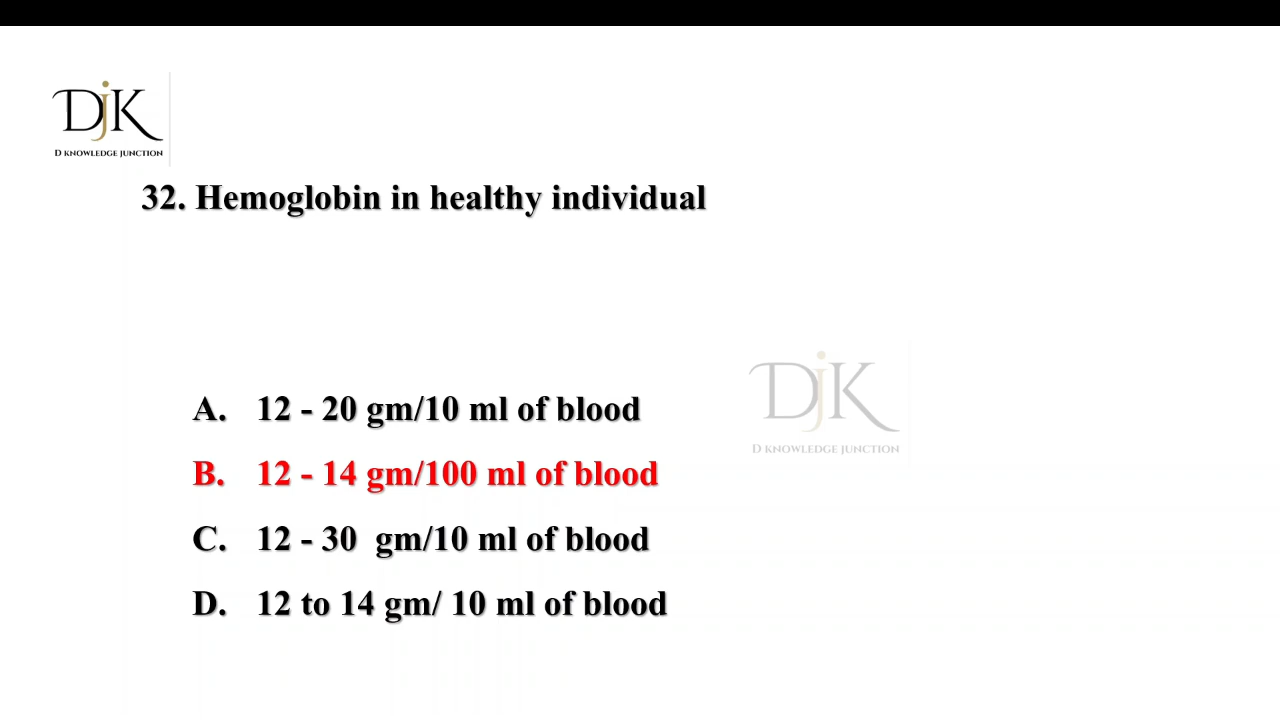 DjK
D KNOWLEDGE JUNCTION
32. Hemoglobin in healthy individual
A. 12 - 20 gm/10 ml of blood
DjK
D KNOWLEDGE JUNCTION
B. 12 - 14 gm/100 ml of blood
C. 12 - 30 gm/10 ml of blood
D. 12 to 14 gm/ 10 ml of blood